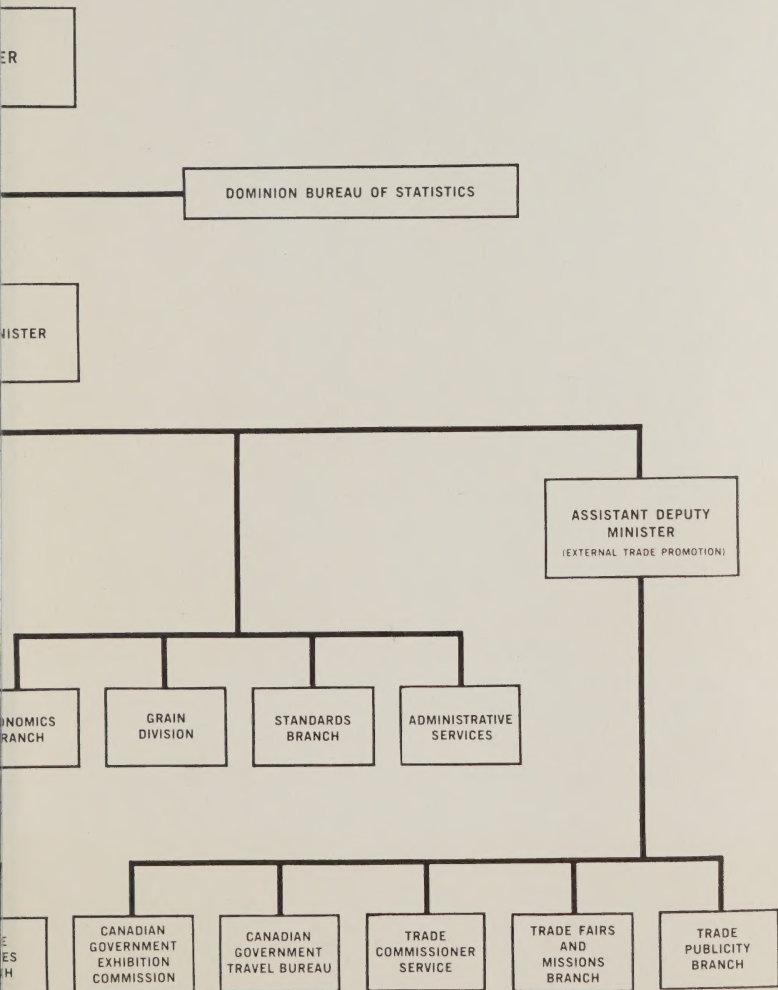 DOMINION BUREAU OF STATISTICS
ASSISTANT DEPUTY
MINISTER
(EXTERNAL TRADE PROMOTION)
GRAIN
DIVISION
STANDARDS
BRANCH
ADMINISTRATIVE
SERVICES
CANADIAN
GOVERNMENT
EXHIBITION
COMMISSION
CANADIAN
GOVERNMENT
TRAVEL BUREAU
TRADE
COMMISSIONER
SERVICE
TRADE FAIRS
AND
MISSIONS
BRANCH
TRADE
PUBLICITY
BRANCH